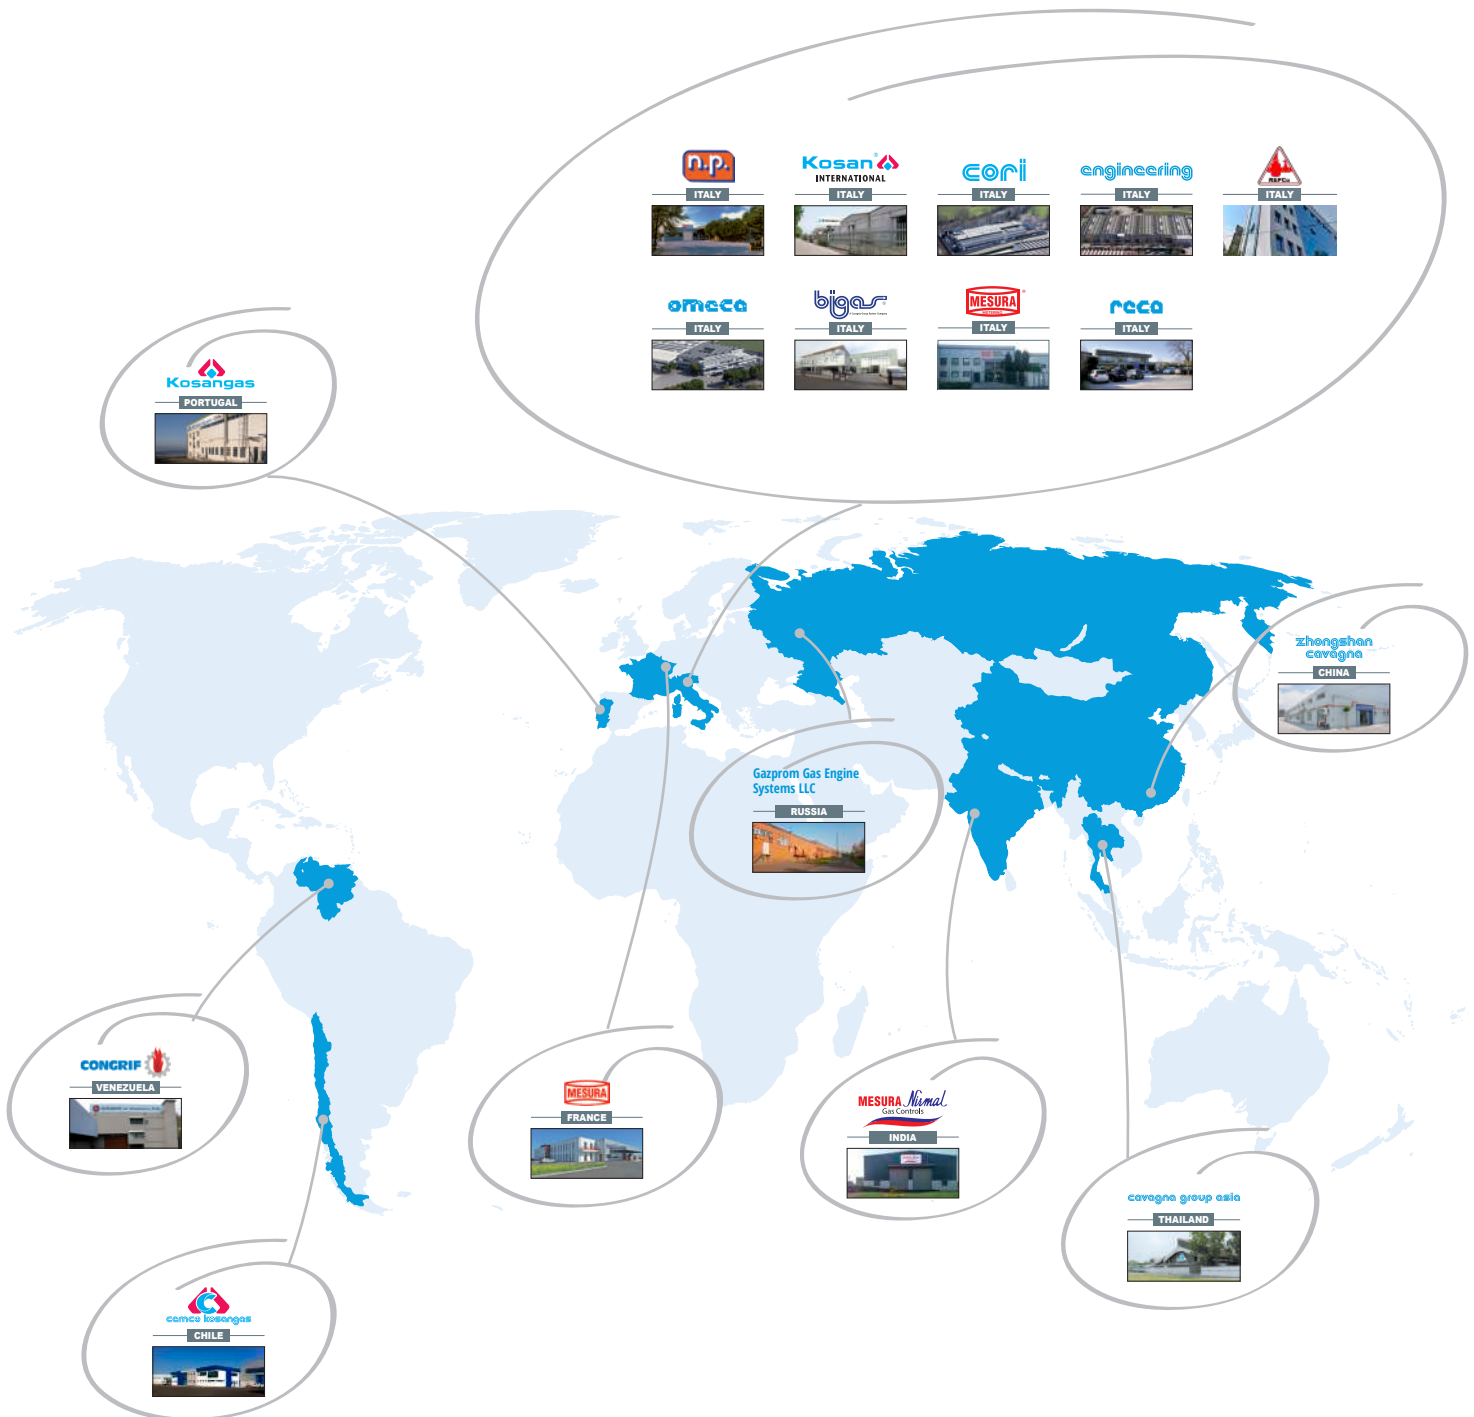 n.p.
ITALY
Kosan
INTERNATIONAL
ITALY
cori
ITALY
engineering
ITALY
ITALY
omeca
ITALY
bigas
ITALY
MESURA
ITALY
reca
ITALY
Kosangas
PORTUGAL
zhongshan
cavagna
CHINA
Gazprom Gas Engine
Systems LLC
RUSSIA
CONGRIF
VENEZUELA
MESURA
FRANCE
MESURA Nirmal
Gas Controls
INDIA
cavagna group asia
THAILAND
C
cemco kosangas
CHILE